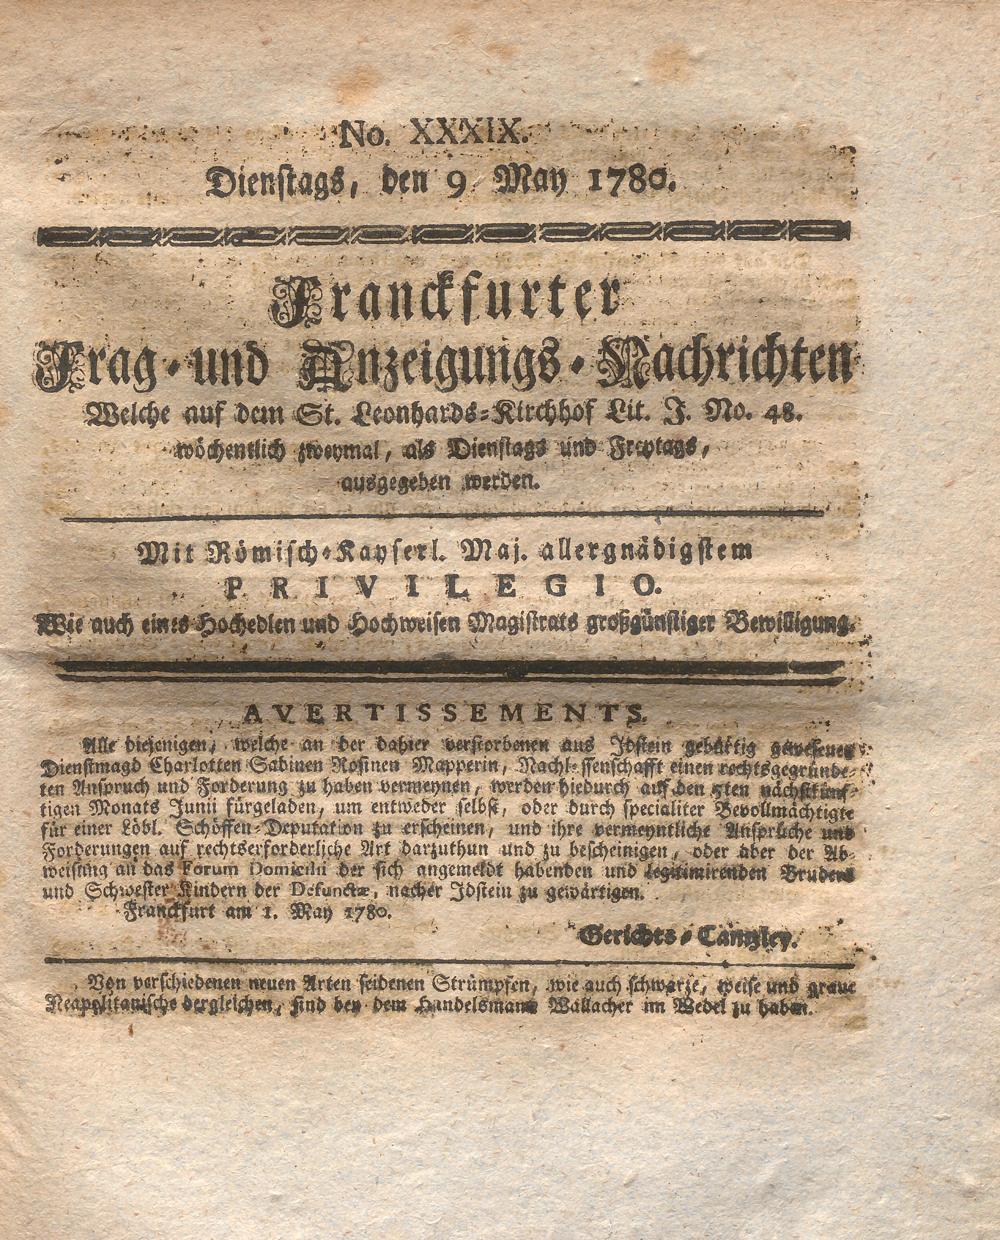 No. XXXIX.
Dienstags, den 9 May 1780.
Franckfurter
Frag-und Anzeigungs-Nachrichten
Welche auf dem St. Leonhards-Kirchhof Lit. J. No. 48.
wöchentlich zweymal, als Dienstags und Freytags,
ausgegeben werden.
Mit Römisch-Kayserl. Maj. allergnädigstem
PRIVILEGIO.
Wie auch eines Hochedlen und Hochweisen Magistrats großgünstiger Bewilligung.
AVERTISSEMENTS.
Alle diejenigen, welche an der dahier verstorbenen aus Idstein gebürtig gewesenen
Dienstmagd Charlotten Sabinen Rosinen Mapperin, Nachlassenschafft einen rechtsgegründe-
ten Anspruch und Forderung zu haben vermeynen, werden hiedurch auf den 5ten nächstkünf-
tigen Monats Junii fürgeladen, um entweder selbst, oder durch specialiter Bevollmächtigte
für einer Löbl. Schöffen-Deputation zu erscheinen, und ihre vermeyntliche Ansprüche und
Forderungen auf rechtserforderliche Art darzuthun und zu bescheinigen, oder aber der Ab-
weisung an das Forum Domicilii der sich angemeldt habenden und legitimirenden Bruders
und Schwester Kindern der Defunctæ, nacher Idstein zu gewärtigen.
Franckfurt am 1. May 1780.
Gerichts-Cantzley.
Von verschiedenen neuen Arten seidenen Strümpfen, wie auch schwarze, weise und graue
Neapolitanische dergleichen, sind bey dem Handelsmann Wallacher im Wedel zu haben.